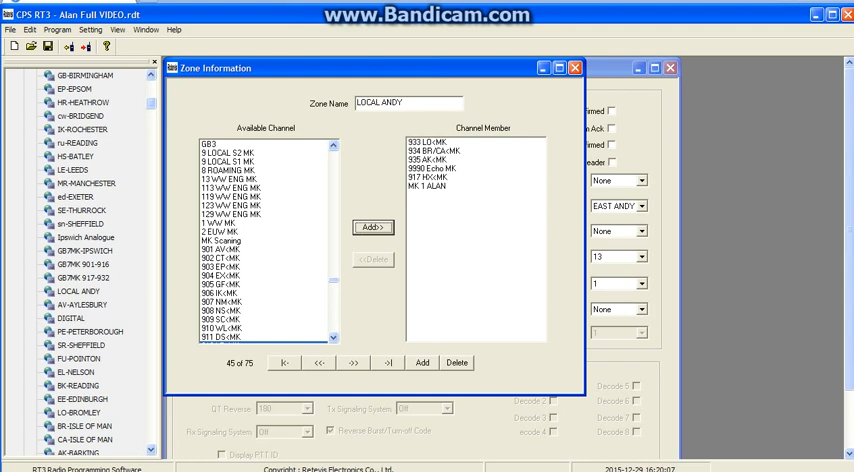 www.Bandicam.com
CPS RT3 - Alan Full VIDEO.rdt
File Edit Program Setting View Window Help
GB-BIRMINGHAM
EP-EPSOM
HR-HEATHROW
cw-BRIDGEND
IK-ROCHESTER
ru-READING
HS-BATLEY
LE-LEEDS
MR-MANCHESTER
ed-EXETER
SE-THURROCK
sn-SHEFFIELD
Ipswich Analogue
GB7MK-IPSWICH
GB7MK 901-916
GB7MK 917-932
LOCAL ANDY
AV-AYLESBURY
DIGITAL
PE-PETERBOROUGH
SR-SHEFFIELD
FU-POINTON
EL-NELSON
BK-READING
EE-EDINBURGH
LO-BROMLEY
BR-ISLE OF MAN
CA-ISLE OF MAN
AK-BARKING
Zone Information
Zone Name LOCAL ANDY
Available Channel
GB3
9 LOCAL S2 MK
9 LOCAL S1 MK
8 ROAMING MK
13 WW ENG MK
113 WW ENG MK
119 WW ENG MK
123 WW ENG MK
129 WW ENG MK
1 WW MK
2 EUW MK
MK Scaning
901 AV<MK
902 CT<MK
903 EP<MK
904 EX<MK
905 GF<MK
906 IK<MK
907 NM<MK
908 NS<MK
909 SC<MK
910 WL<MK
911 DS<MK
Add>>
<<Delete
Channel Member
933 LO<MK
934 BR/CA<MK
935 AK<MK
9990 Echo MK
917 HX<MK
MK 1 ALAN
45 of 75 |<- <<- ->> ->| Add Delete
firmed
m Ack
firmed
eader
None
EAST ANDY
None
13
1
None
1
QT Reverse: 180 Tx Signaling System: Off
Rx Signaling System: Off Reverse Burst/Turn-off Code
Display PTT ID
Decode 2
Decode 3
ecode 4
Decode 5
Decode 6
Decode 7
Decode 8
RT3 Radio Programming Software Copyright : Retevis Electronics Co., Ltd. 2015-12-29 16:20:07